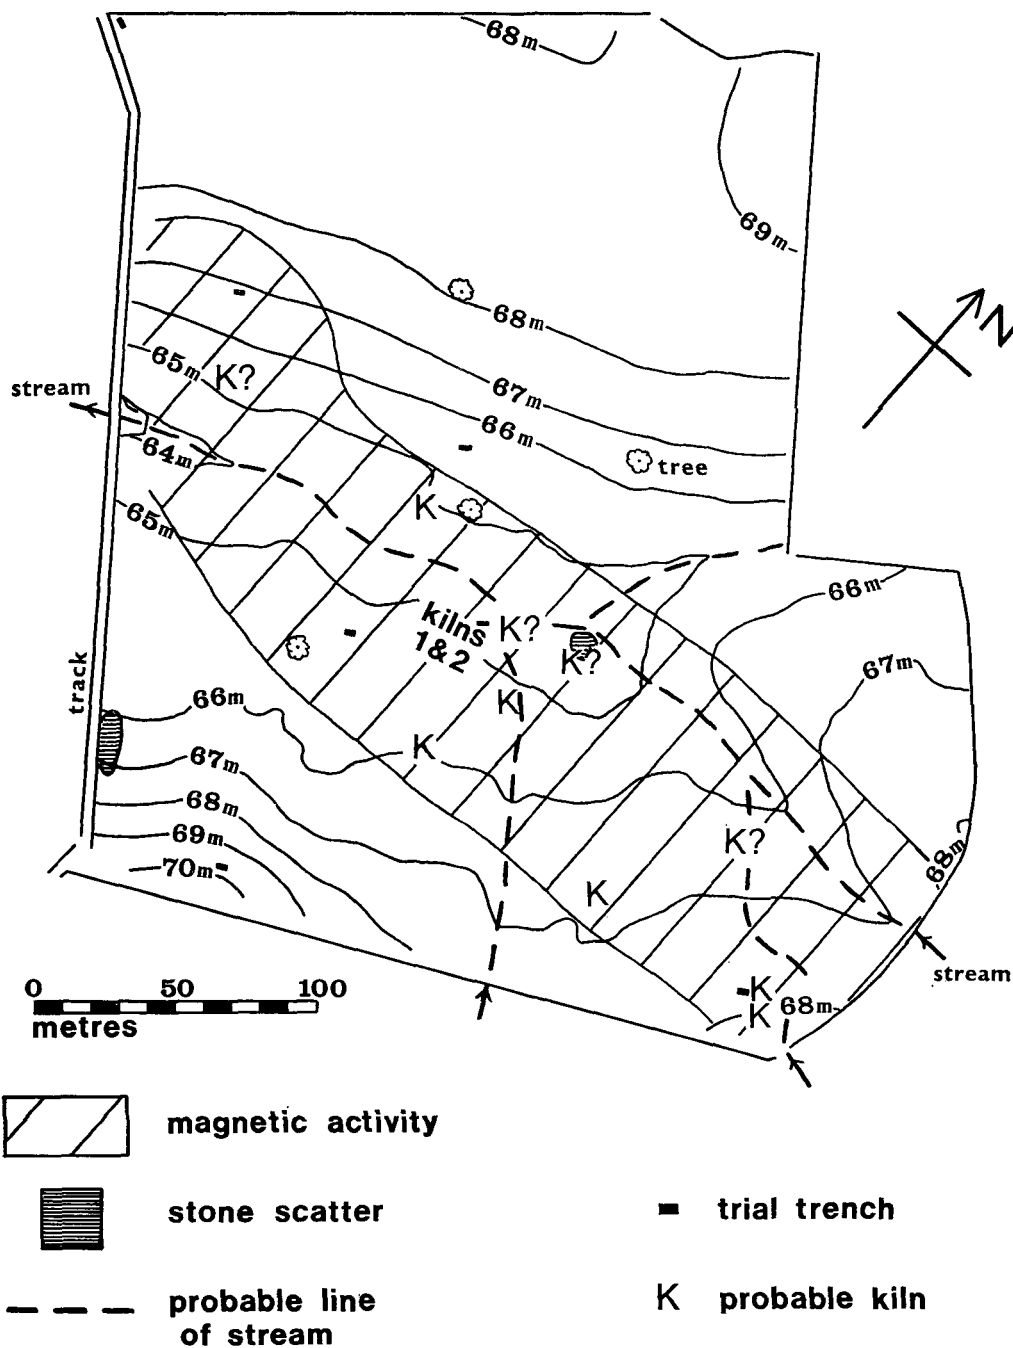 68m
69m
N
68m
65m
K?
67m
stream
66m
64m
tree
K
65m
66m
kilns K?
1&2
K?
67m
track
66m
K
K
67m
68m
K?
69m
68m
70m
K
stream
0 50 100
K
68m
K
metres
magnetic activity
stone scatter
trial trench
probable line
of stream
K probable kiln